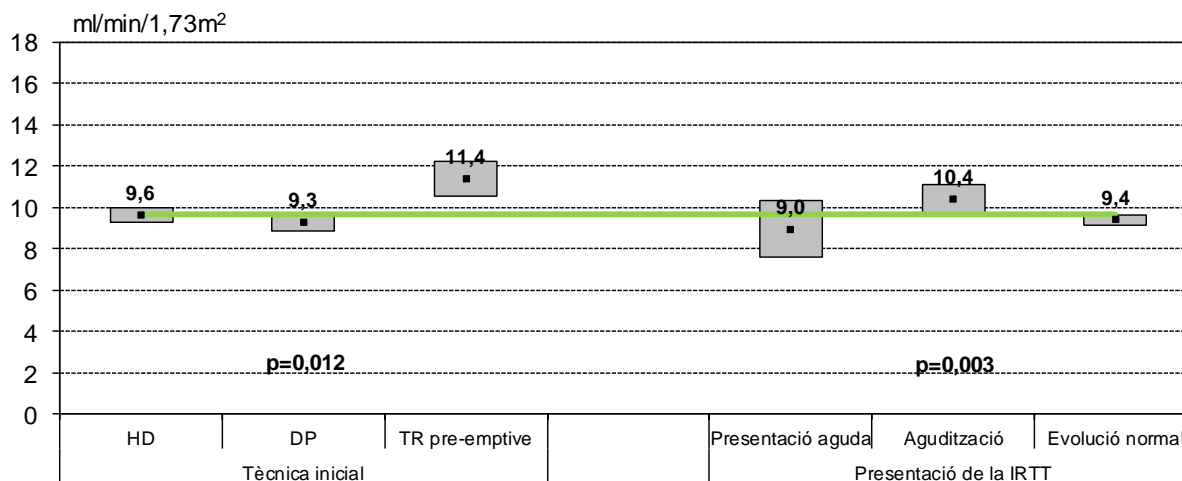 ml/min/1,73m²
18
16
14
12
10
8
6
4
2
0
9,6
9,3
11,4
9,0
10,4
9,4
p=0,012
p=0,003
HD
DP
TR pre-emptive
Presentació aguda
Agudització
Evolució normal
Tècnica inicial
Presentació de la IRTT